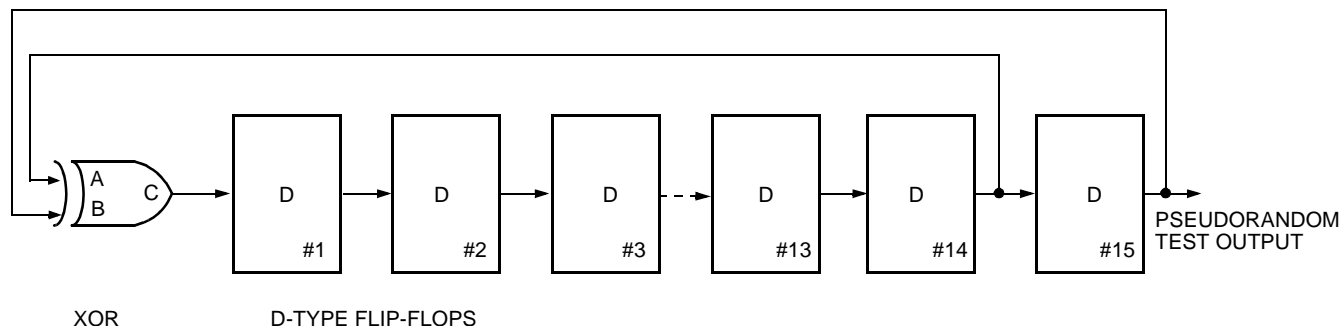 A
B
C
D
#1
D
#2
D
#3
D
#13
D
#14
D
#15
PSEUDORANDOM
TEST OUTPUT
XOR
D-TYPE FLIP-FLOPS